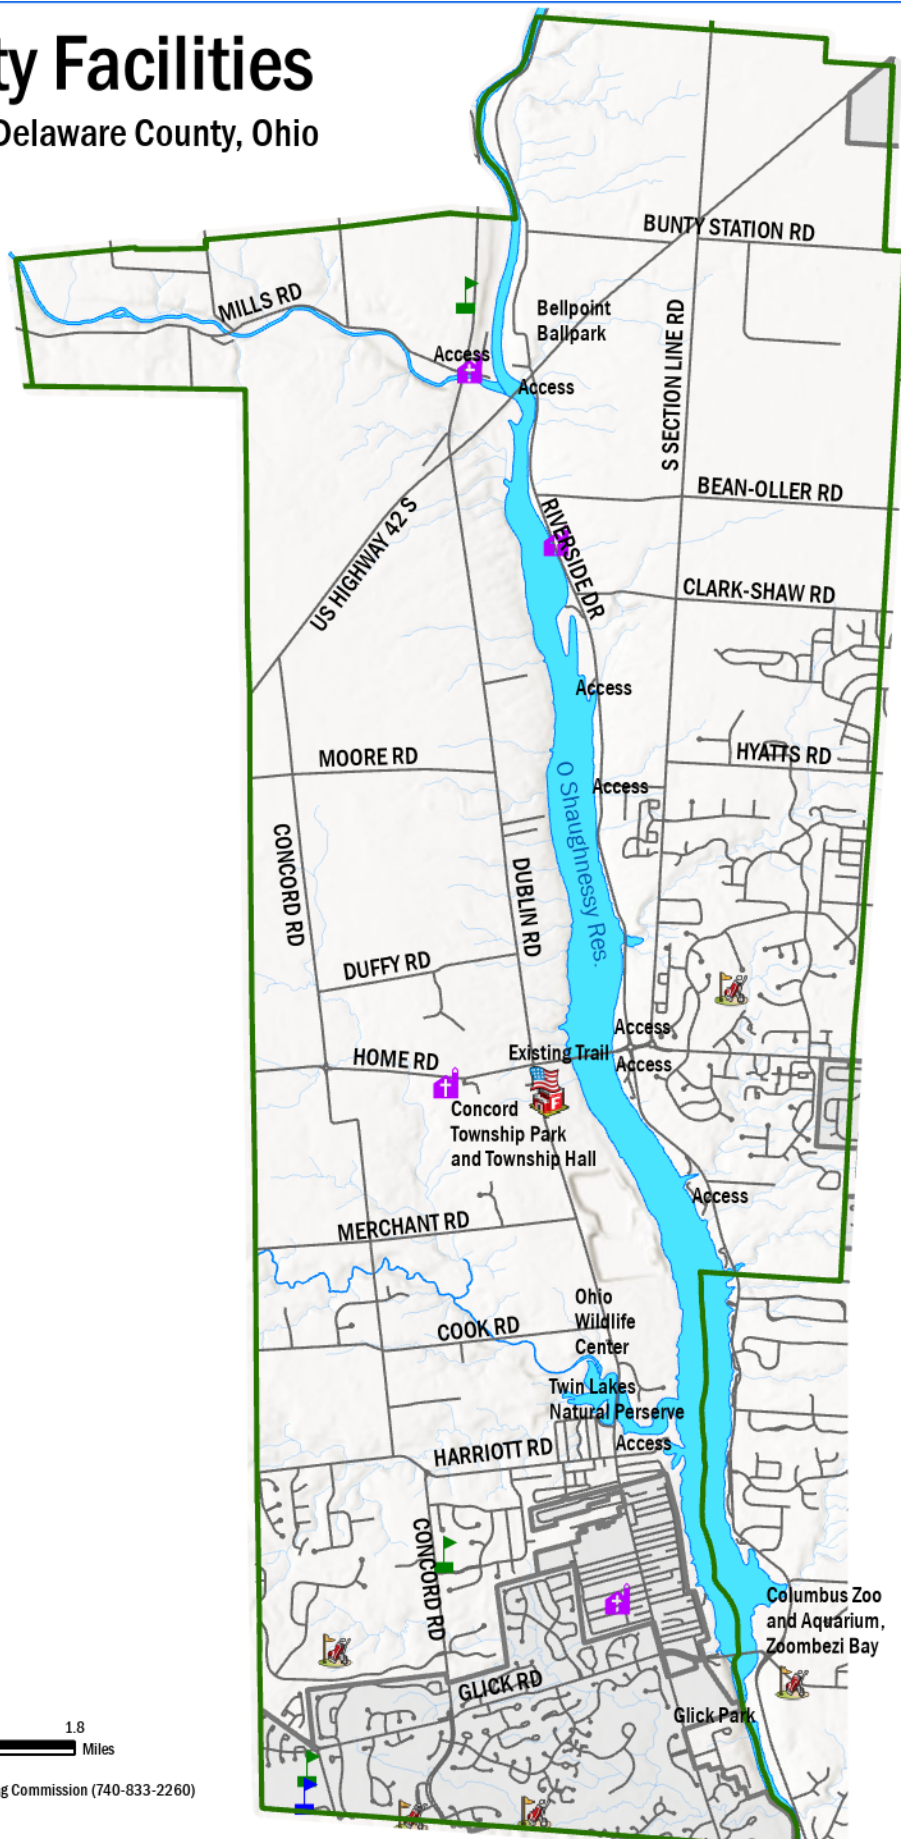 ty Facilities
Delaware County, Ohio
BUNTY STATION RD
MILLS RD
Bellpoint
Ballpark
S SECTION LINE RD
Access
Access
BEAN-OLLER RD
US HIGHWAY 42 S
RIVERSIDE DR
CLARK-SHAW RD
Access
MOORE RD
HYATTS RD
Access
O Shaughnessy Res.
CONCORD RD
DUBLIN RD
DUFFY RD
Access
Existing Trail
HOME RD
Access
F
Concord
Township Park
and Township Hall
Access
MERCHANT RD
Ohio
Wildlife
Center
COOK RD
Twin Lakes
Natural Perserve
Access
HARRIOTT RD
CONCORD RD
Columbus Zoo
and Aquarium,
Zoombezi Bay
GLICK RD
Glick Park
1.8
Miles
g Commission (740-833-2260)